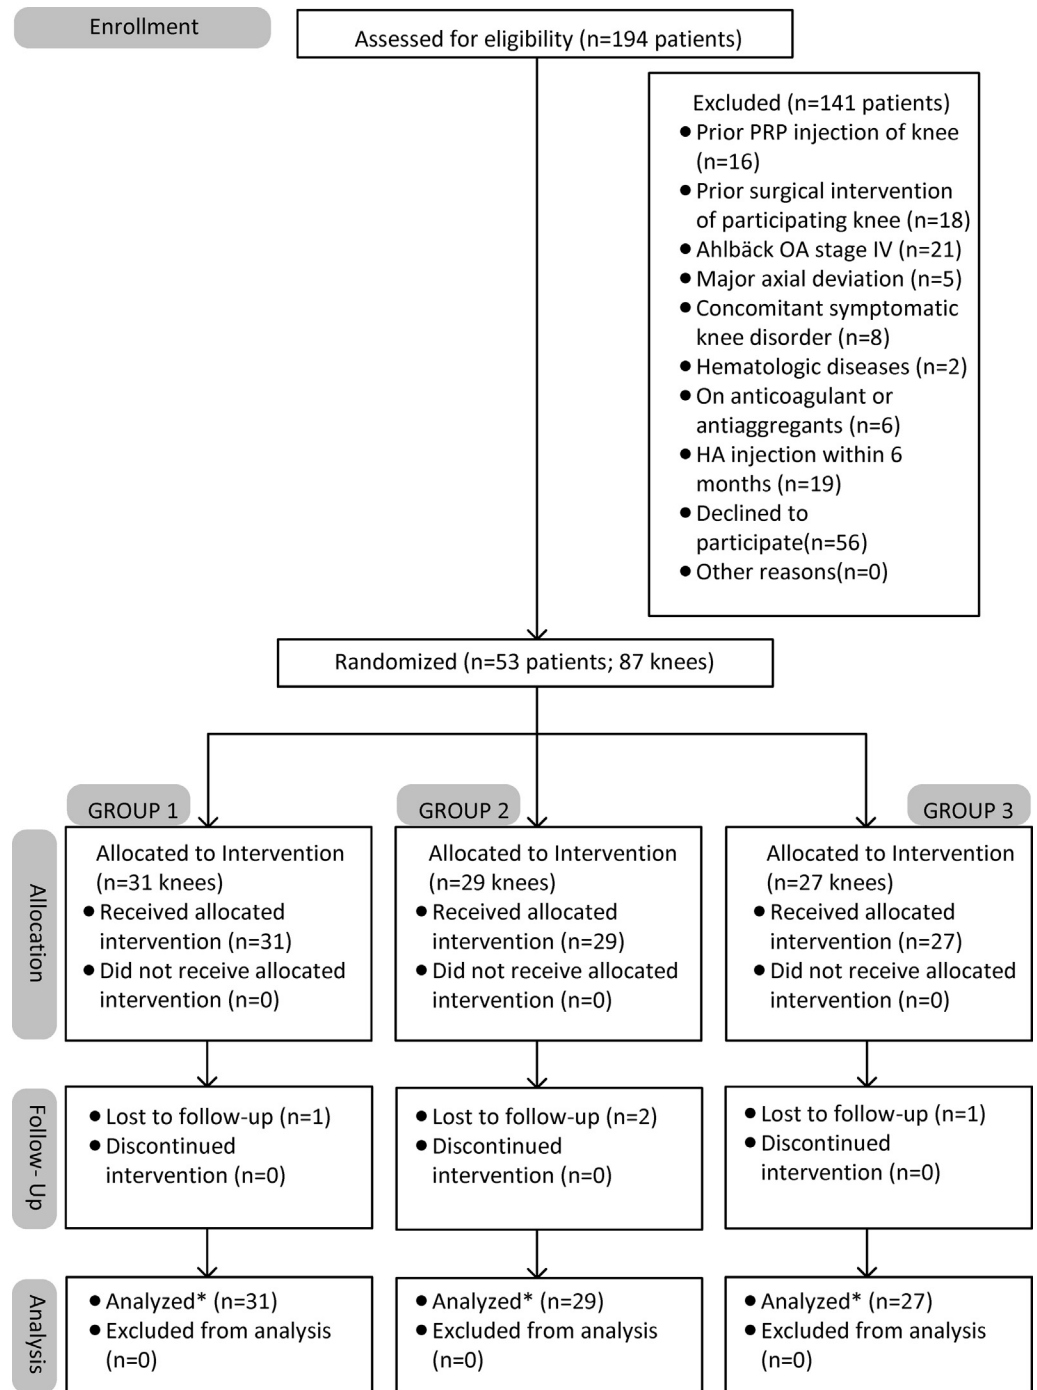 Enrollment
Assessed for eligibility (n=194 patients)
Excluded (n=141 patients)
● Prior PRP injection of knee
(n=16)
● Prior surgical intervention
of participating knee (n=18)
● Ahlbäck OA stage IV (n=21)
● Major axial deviation (n=5)
● Concomitant symptomatic
knee disorder (n=8)
● Hematologic diseases (n=2)
● On anticoagulant or
antiaggregants (n=6)
● HA injection within 6
months (n=19)
● Declined to
participate(n=56)
● Other reasons(n=0)
Randomized (n=53 patients; 87 knees)
GROUP 1
GROUP 2
GROUP 3
Allocation
Allocated to Intervention
(n=31 knees)
● Received allocated
intervention (n=31)
● Did not receive allocated
intervention (n=0)
Allocated to Intervention
(n=29 knees)
● Received allocated
intervention (n=29)
● Did not receive allocated
intervention (n=0)
Allocated to Intervention
(n=27 knees)
● Received allocated
intervention (n=27)
● Did not receive allocated
intervention (n=0)
Follow- Up
● Lost to follow-up (n=1)
● Discontinued
intervention (n=0)
● Lost to follow-up (n=2)
● Discontinued
intervention (n=0)
● Lost to follow-up (n=1)
● Discontinued
intervention (n=0)
Analysis
● Analyzed* (n=31)
● Excluded from analysis
(n=0)
● Analyzed* (n=29)
● Excluded from analysis
(n=0)
● Analyzed* (n=27)
● Excluded from analysis
(n=0)